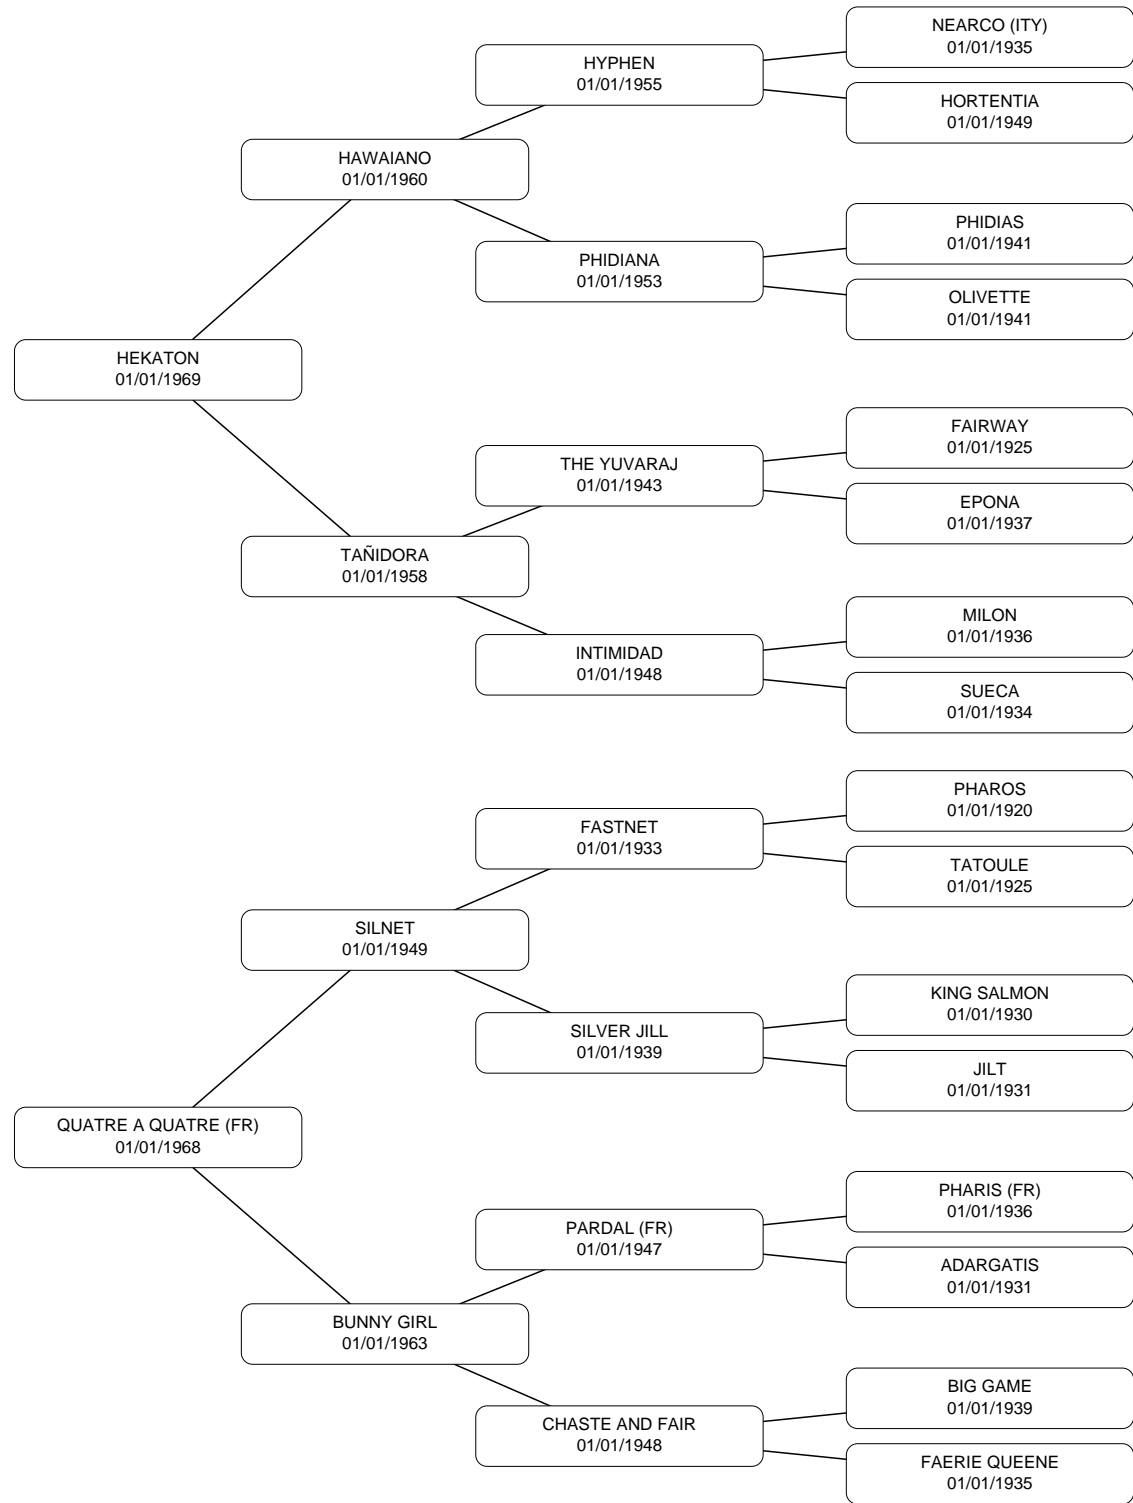 NEARCO (ITY)
01/01/1935
HYPHEN
01/01/1955
HORTENTIA
01/01/1949
HAWAIANO
01/01/1960
PHIDIAS
01/01/1941
PHIDIANA
01/01/1953
OLIVETTE
01/01/1941
HEKATON
01/01/1969
FAIRWAY
01/01/1925
THE YUVARAJ
01/01/1943
EPONA
01/01/1937
TAÑIDORA
01/01/1958
MILON
01/01/1936
INTIMIDAD
01/01/1948
SUECA
01/01/1934
PHAROS
01/01/1920
FASTNET
01/01/1933
TATOULE
01/01/1925
SILNET
01/01/1949
KING SALMON
01/01/1930
SILVER JILL
01/01/1939
JILT
01/01/1931
QUATRE A QUATRE (FR)
01/01/1968
PHARIS (FR)
01/01/1936
PARDAL (FR)
01/01/1947
ADARGATIS
01/01/1931
BUNNY GIRL
01/01/1963
BIG GAME
01/01/1939
CHASTE AND FAIR
01/01/1948
FAERIE QUEENE
01/01/1935